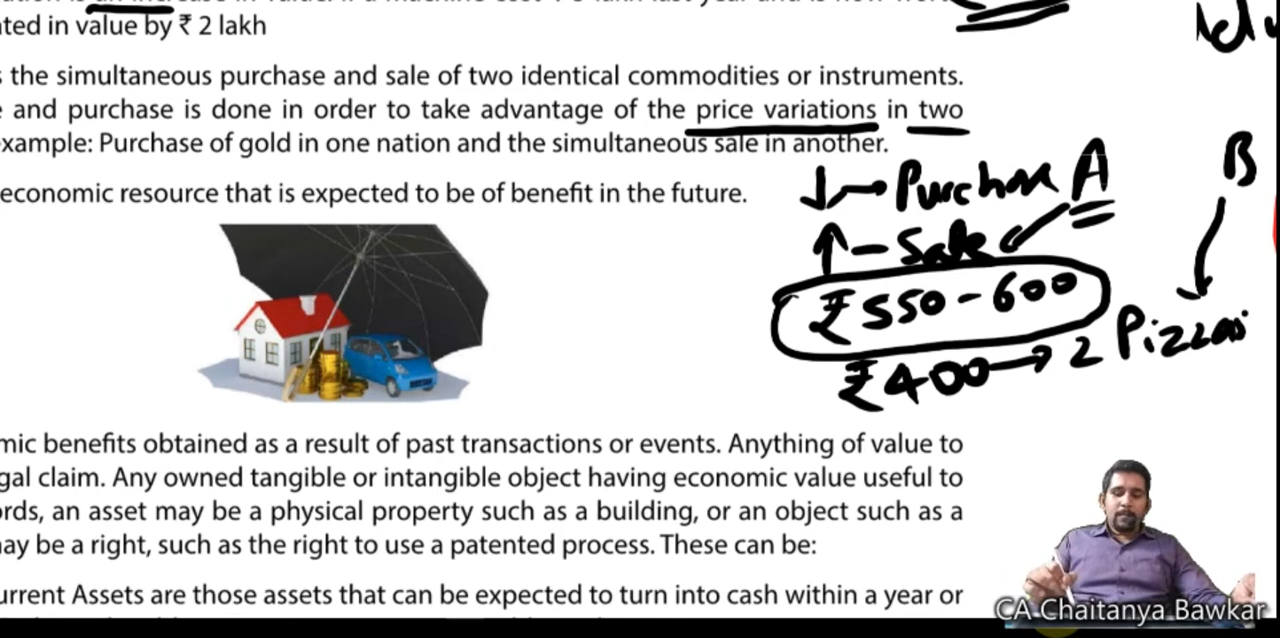 ated in value by ₹ 2 lakh
s the simultaneous purchase and sale of two identical commodities or instruments.
e and purchase is done in order to take advantage of the price variations in two
xample: Purchase of gold in one nation and the simultaneous sale in another.
economic resource that is expected to be of benefit in the future.
↓→ Purchase A
B
↑ - Sale
₹550-600
₹400→ 2 Pizzas
mic benefits obtained as a result of past transactions or events. Anything of value to
gal claim. Any owned tangible or intangible object having economic value useful to
ords, an asset may be a physical property such as a building, or an object such as a
may be a right, such as the right to use a patented process. These can be:
urrent Assets are those assets that can be expected to turn into cash within a year or
CA Chaitanya Bawkar